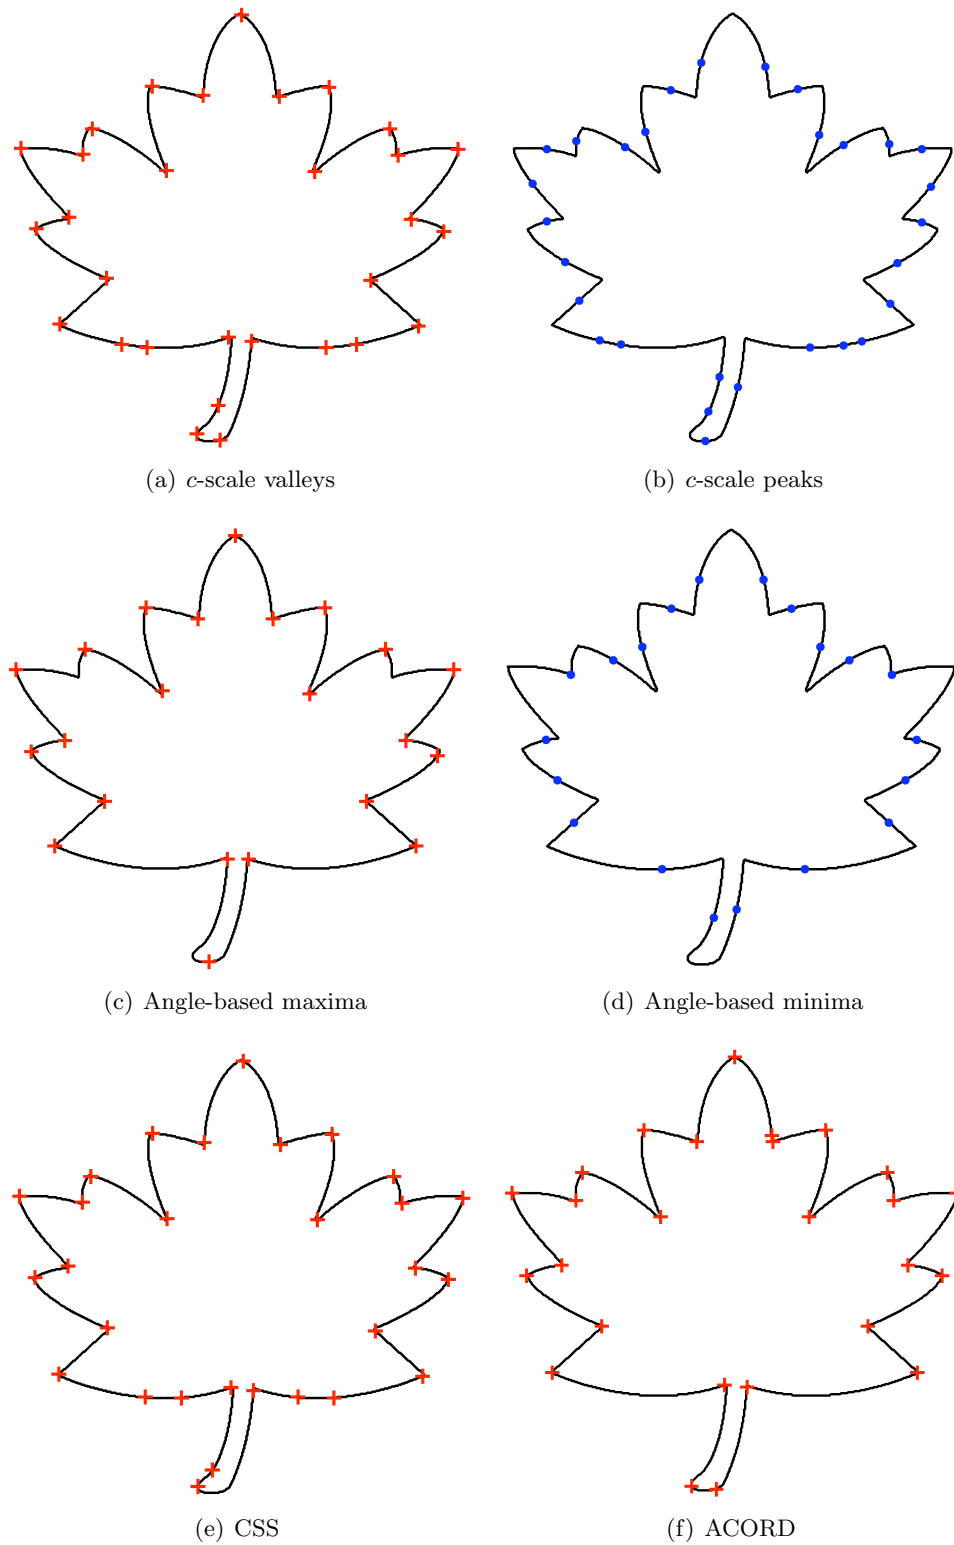 (a) c-scale valleys
(b) c-scale peaks
(c) Angle-based maxima
(d) Angle-based minima
(e) CSS
(f) ACORD